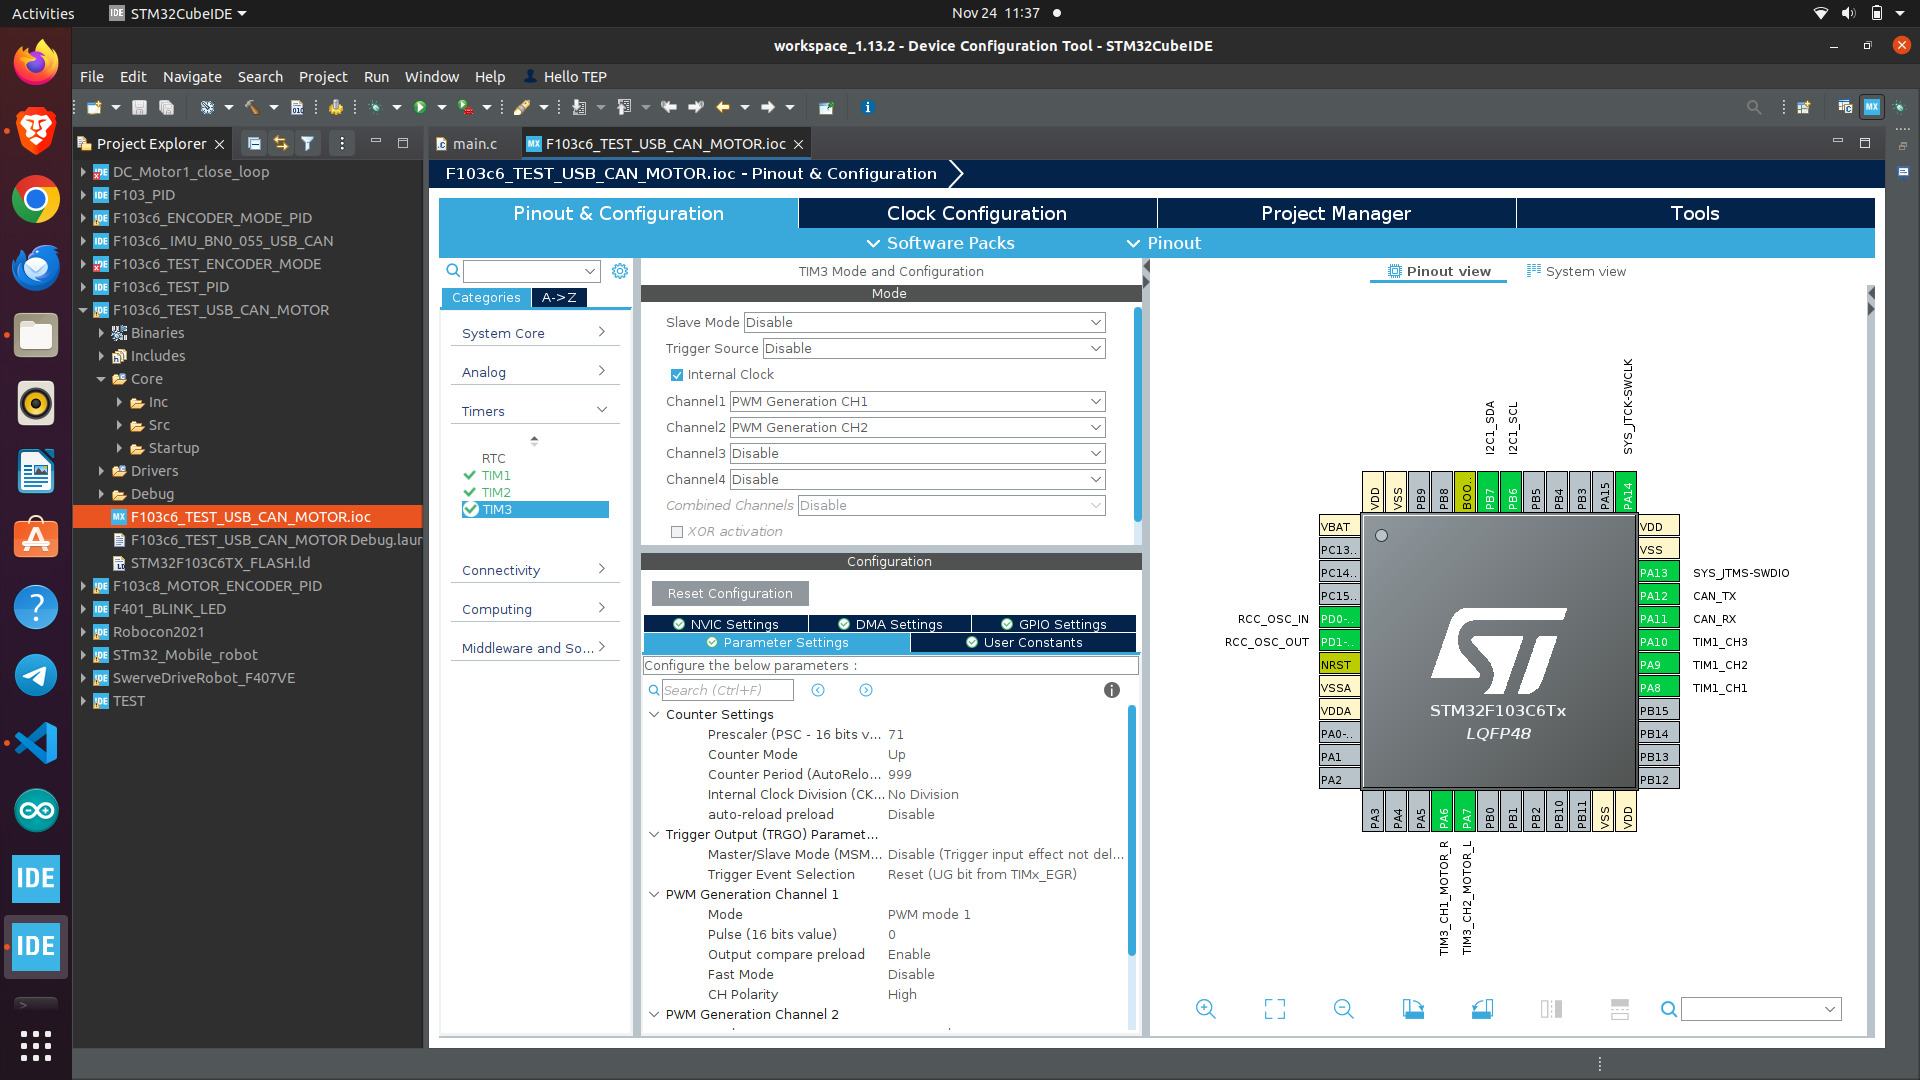 Activities
STM32CubeIDE
Nov 24 11:37
workspace_1.13.2 - Device Configuration Tool - STM32CubeIDE
File Edit Navigate Search Project Run Window Help Hello TEP
Project Explorer
main.c
F103c6_TEST_USB_CAN_MOTOR.ioc
DC_Motor1_close_loop
F103_PID
F103c6_ENCODER_MODE_PID
F103c6_ IMU_BN0_055_USB_CAN
F103c6_TEST_ENCODER_MODE
F103c6_TEST_PID
F103c6_TEST_USB_CAN_MOTOR
Binaries
Includes
Core
Inc
Src
Startup
Drivers
Debug
F103c6_TEST_USB_CAN_MOTOR.ioc
F103c6_TEST_USB_CAN_MOTOR Debug.laun
STM32F103C6TX_FLASH.ld
F103c8_MOTOR_ENCODER_PID
F401_BLINK_LED
Robocon2021
STm32_Mobile_robot
SwerveDriveRobot_F407VE
TEST
F103c6_TEST_USB_CAN_MOTOR.ioc - Pinout & Configuration
Pinout & Configuration
Clock Configuration
Project Manager
Tools
Software Packs
Pinout
Categories
A->Z
System Core
Analog
Timers
RTC
TIM1
TIM2
TIM3
Connectivity
Computing
Middleware and So...
TIM3 Mode and Configuration
Mode
Slave Mode Disable
Trigger Source Disable
Internal Clock
Channel1 PWM Generation CH1
Channel2 PWM Generation CH2
Channel3 Disable
Channel4 Disable
Combined Channels Disable
XOR activation
Configuration
Reset Configuration
NVIC Settings
DMA Settings
GPIO Settings
Parameter Settings
User Constants
Configure the below parameters :
Search (Ctrl+F)
Counter Settings
Prescaler (PSC - 16 bits v... 71
Counter Mode Up
Counter Period (AutoRelo... 999
Internal Clock Division (CK... No Division
auto-reload preload Disable
Trigger Output (TRGO) Paramet...
Master/Slave Mode (MSM... Disable (Trigger input effect not del...
Trigger Event Selection Reset (UG bit from TIMx_EGR)
PWM Generation Channel 1
Mode PWM mode 1
Pulse (16 bits value) 0
Output compare preload Enable
Fast Mode Disable
CH Polarity High
PWM Generation Channel 2
Pinout view
System view
I2C1_SDA
I2C1_SCL
SYS_JTCK-SWCLK
VDD
VSS
PB9
PB8
BOO..
PB7
PB6
PB5
PB4
PB3
PA15
PA14
VBAT
PC13..
PC14..
PC15..
RCC_OSC_IN PD0-..
RCC_OSC_OUT PD1-..
NRST
VSSA
VDDA
PA0-..
PA1
PA2
STM32F103C6Tx
LQFP48
VDD
VSS
PA13 SYS_JTMS-SWDIO
PA12 CAN_TX
PA11 CAN_RX
PA10 TIM1_CH3
PA9 TIM1_CH2
PA8 TIM1_CH1
PB15
PB14
PB13
PB12
PA3
PA4
PA5
PA6
PA7
PB0
PB1
PB2
PB10
PB11
VSS
VDD
TIM3_CH1_MOTOR_R
TIM3_CH2_MOTOR_L
IDE
IDE